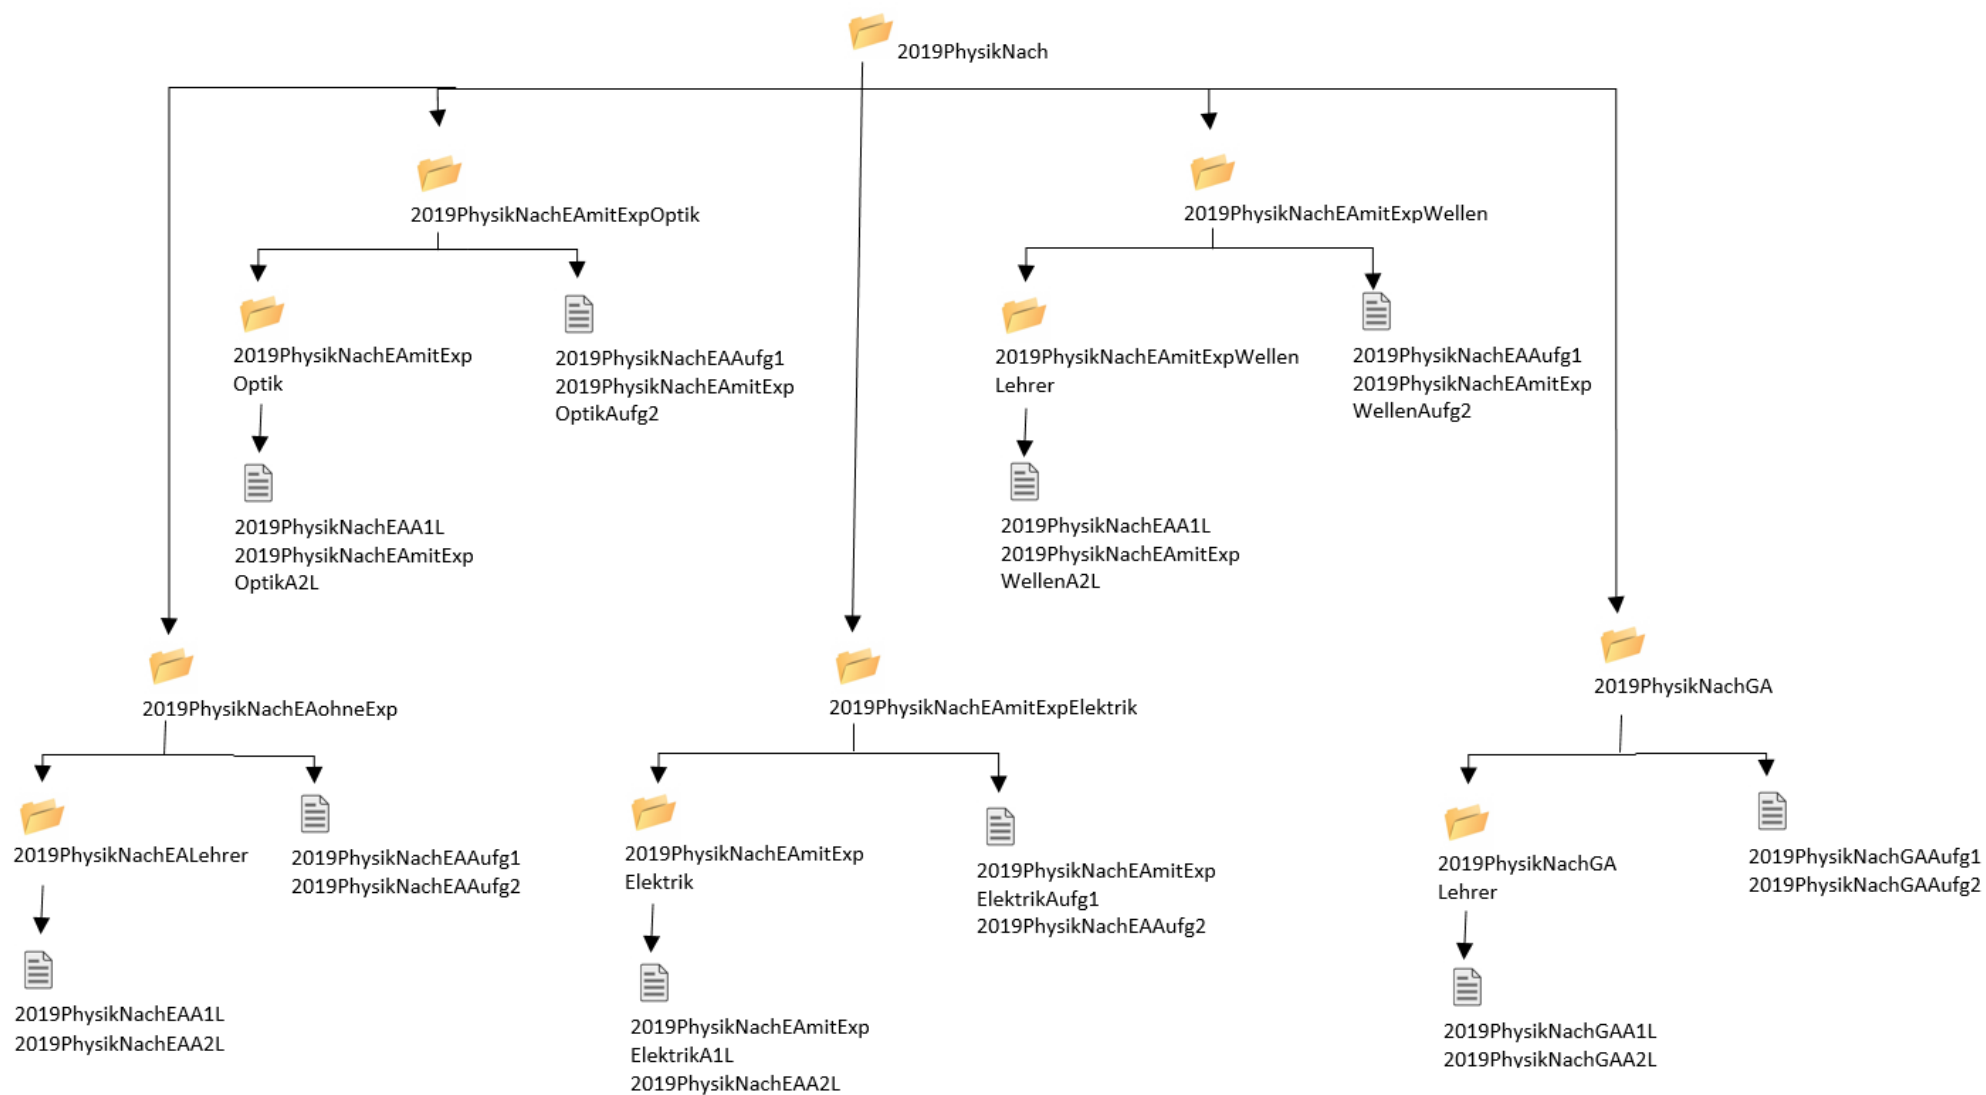 2019PhysikNach
2019PhysikNachEAmitExpOptik
2019PhysikNachEAmitExpWellen
2019PhysikNachEAmitExp
Optik
2019PhysikNachEAAufg1
2019PhysikNachEAmitExp
OptikAufg2
2019PhysikNachEAmitExpWellen
Lehrer
2019PhysikNachEAAufg1
2019PhysikNachEAmitExp
WellenAufg2
2019PhysikNachEAA1L
2019PhysikNachEAmitExp
OptikA2L
2019PhysikNachEAA1L
2019PhysikNachEAmitExp
WellenA2L
2019PhysikNachEAohneExp
2019PhysikNachEAmitExpElektrik
2019PhysikNachGA
2019PhysikNachEALehrer
2019PhysikNachEAAufg1
2019PhysikNachEAAufg2
2019PhysikNachEAmitExp
Elektrik
2019PhysikNachEAmitExp
ElektrikAufg1
2019PhysikNachEAAufg2
2019PhysikNachGA
Lehrer
2019PhysikNachGAAufg1
2019PhysikNachGAAufg2
2019PhysikNachEAA1L
2019PhysikNachEAA2L
2019PhysikNachEAmitExp
ElektrikA1L
2019PhysikNachEAA2L
2019PhysikNachGAA1L
2019PhysikNachGAA2L